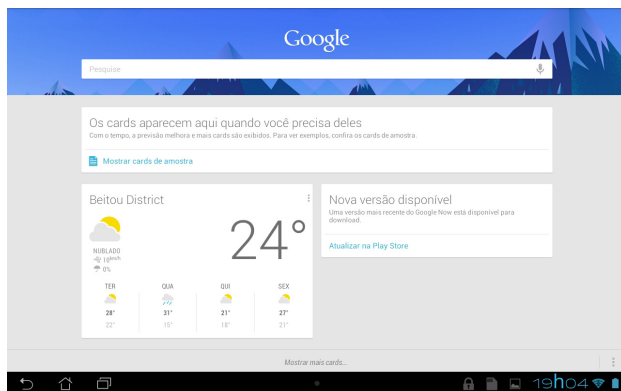 Google
Pesquise
Os cards aparecem aqui quando você precisa deles
Com o tempo, a previsão melhora e mais cards são exibidos. Para ver exemplos, confira os cards de amostra.
Mostrar cards de amostra
Beitou District
24°
NUBLADO
10km/h
0%
TER QUA QUI SEX
28° 31° 21° 27°
22° 15° 18° 21°
Nova versão disponível
Uma versão mais recente do Google Now está disponível para
download.
Atualizar na Play Store
Mostrar mais cards...
19h04